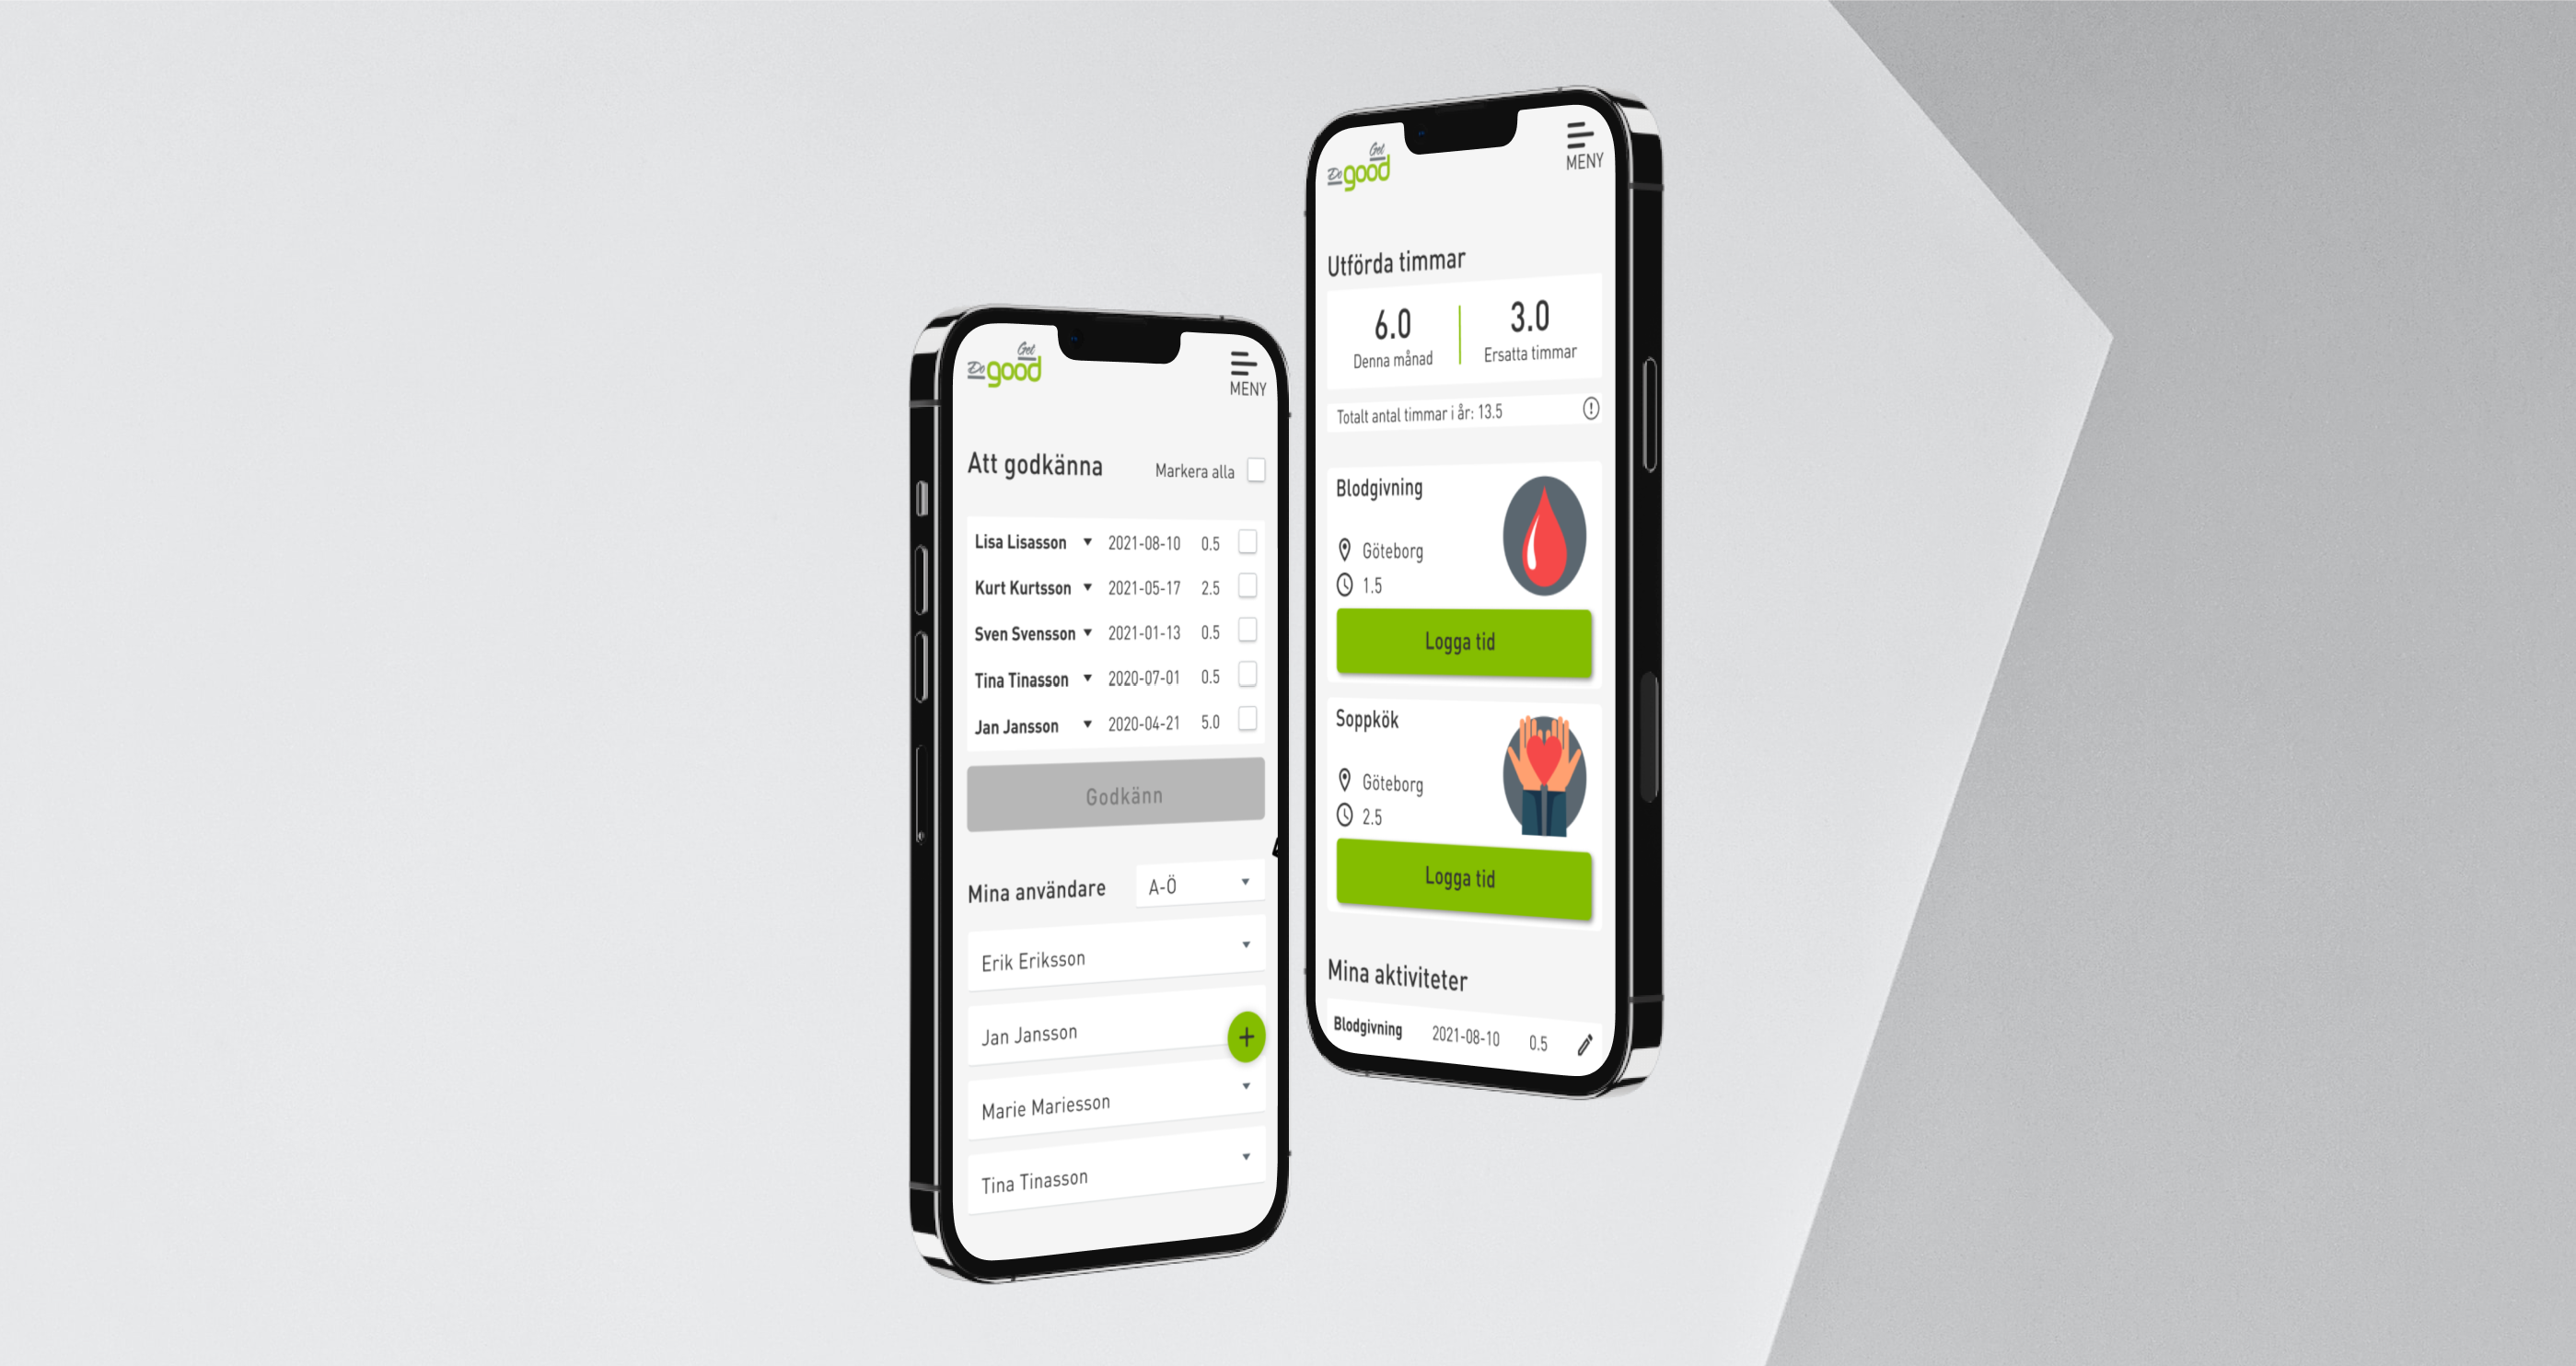 Get
Do good
MENY
Att godkänna Markera alla
Lisa Lisasson 2021-08-10 0.5
Kurt Kurtsson 2021-05-17 2.5
Sven Svensson 2021-01-13 0.5
Tina Tinasson 2020-07-01 0.5
Jan Jansson 2020-04-21 5.0
Godkänn
Mina användare A-Ö
Erik Eriksson
Jan Jansson
+
Marie Mariesson
Tina Tinasson
Get
Do good
MENY
Utförda timmar
6.0 3.0
Denna månad Ersatta timmar
Totalt antal timmar i år: 13.5
Blodgivning
Göteborg
1.5
Logga tid
Soppkök
Göteborg
2.5
Logga tid
Mina aktiviteter
Blodgivning 2021-08-10 0.5